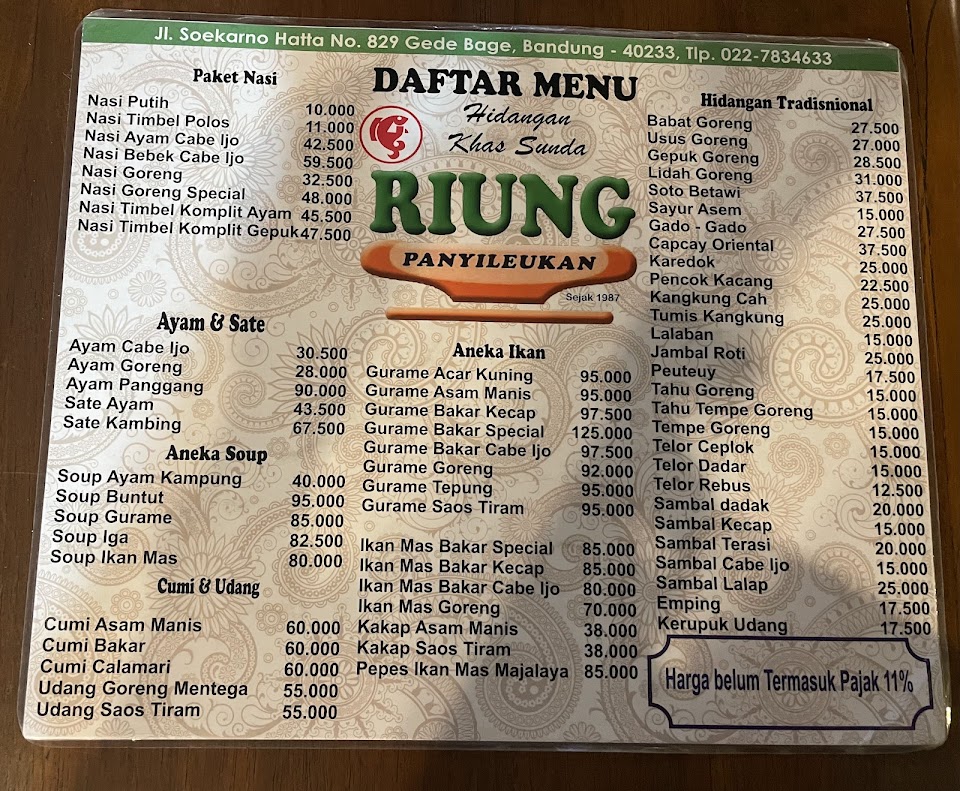 Jl. Soekarno Hatta No. 829 Gede Bage, Bandung - 40233, Tlp. 022-7834633
DAFTAR MENU
Hidangan
Khas Sunda
RIUNG
PANYILEUKAN
Sejak 1987
Paket Nasi
Nasi Putih 10.000
Nasi Timbel Polos 11.000
Nasi Ayam Cabe Ijo 42.500
Nasi Bebek Cabe Ijo 59.500
Nasi Goreng 32.500
Nasi Goreng Special 48.000
Nasi Timbel Komplit Ayam 45.500
Nasi Timbel Komplit Gepuk 47.500
Ayam & Sate
Ayam Cabe Ijo 30.500
Ayam Goreng 28.000
Ayam Panggang 90.000
Sate Ayam 43.500
Sate Kambing 67.500
Aneka Soup
Soup Ayam Kampung 40.000
Soup Buntut 95.000
Soup Gurame 85.000
Soup Iga 82.500
Soup Ikan Mas 80.000
Cumi & Udang
Cumi Asam Manis 60.000
Cumi Bakar 60.000
Cumi Calamari 60.000
Udang Goreng Mentega 55.000
Udang Saos Tiram 55.000
Aneka Ikan
Gurame Acar Kuning 95.000
Gurame Asam Manis 95.000
Gurame Bakar Kecap 97.500
Gurame Bakar Special 125.000
Gurame Bakar Cabe Ijo 97.500
Gurame Goreng 92.000
Gurame Tepung 95.000
Gurame Saos Tiram 95.000
Ikan Mas Bakar Special 85.000
Ikan Mas Bakar Kecap 85.000
Ikan Mas Bakar Cabe Ijo 80.000
Ikan Mas Goreng 70.000
Kakap Asam Manis 38.000
Kakap Saos Tiram 38.000
Pepes Ikan Mas Majalaya 85.000
Hidangan Tradisnional
Babat Goreng 27.500
Usus Goreng 27.000
Gepuk Goreng 28.500
Lidah Goreng 31.000
Soto Betawi 37.500
Sayur Asem 15.000
Gado - Gado 27.500
Capcay Oriental 37.500
Karedok 25.000
Pencok Kacang 22.500
Kangkung Cah 25.000
Tumis Kangkung 25.000
Lalaban 15.000
Jambal Roti 25.000
Peuteuy 17.500
Tahu Goreng 15.000
Tahu Tempe Goreng 15.000
Tempe Goreng 15.000
Telor Ceplok 15.000
Telor Dadar 15.000
Telor Rebus 12.500
Sambal dadak 20.000
Sambal Kecap 15.000
Sambal Terasi 20.000
Sambal Cabe Ijo 15.000
Sambal Lalap 25.000
Emping 17.500
Kerupuk Udang 17.500
Harga belum Termasuk Pajak 11%